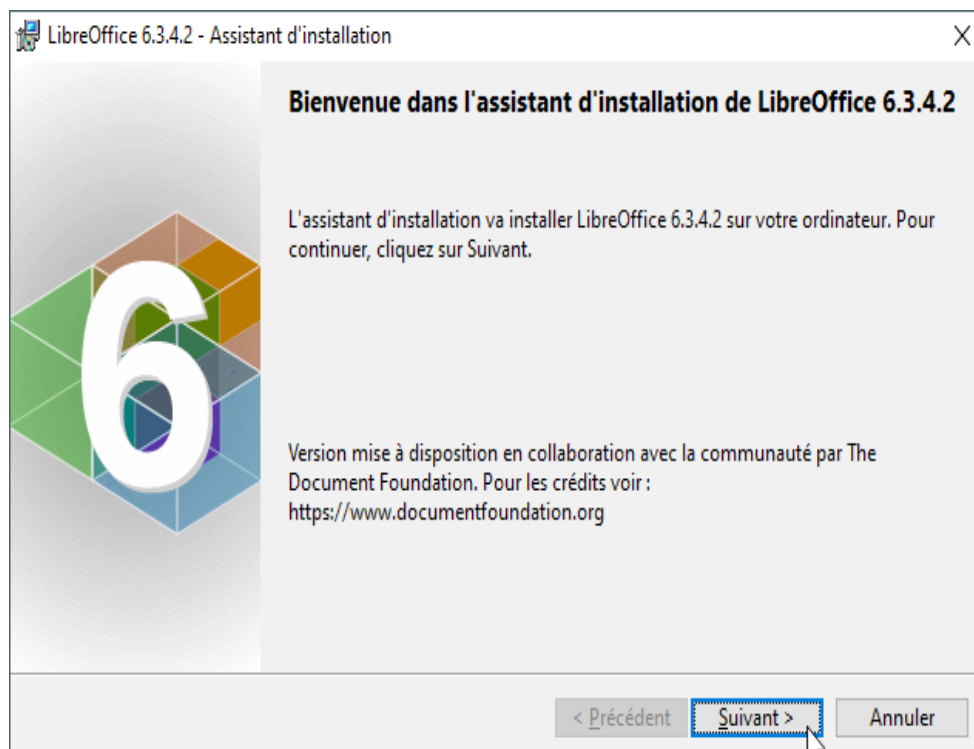 LibreOffice 6.3.4.2 - Assistant d'installation
Bienvenue dans l'assistant d'installation de LibreOffice 6.3.4.2
L'assistant d'installation va installer LibreOffice 6.3.4.2 sur votre ordinateur. Pour
continuer, cliquez sur Suivant.
6
Version mise à disposition en collaboration avec la communauté par The
Document Foundation. Pour les crédits voir :
https://www.documentfoundation.org
< Précédent Suivant > Annuler